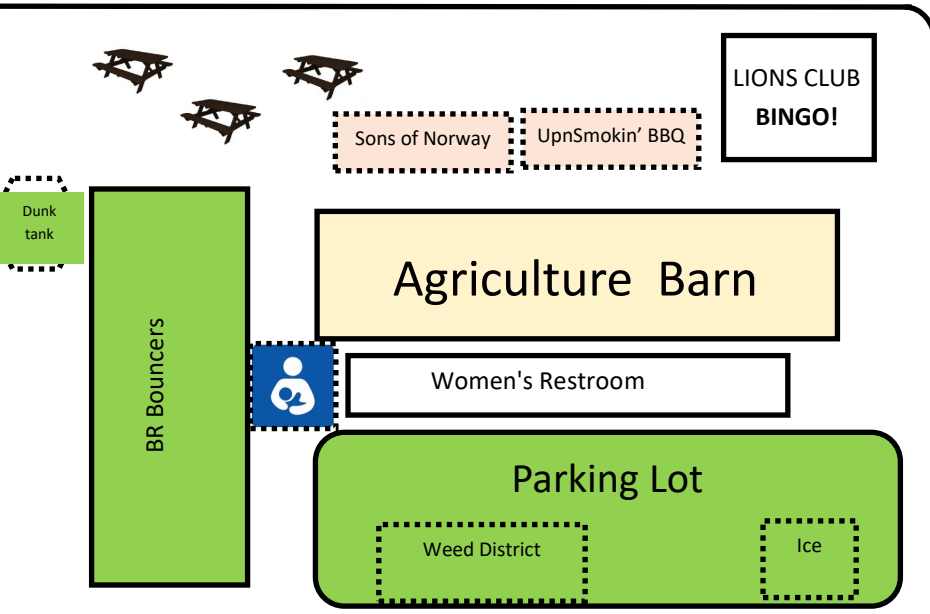 LIONS CLUB
BINGO!
Sons of Norway
UpnSmokin’ BBQ
Dunk
tank
Agriculture  Barn
BR Bouncers
Women's Restroom
Parking Lot
Weed District
Ice